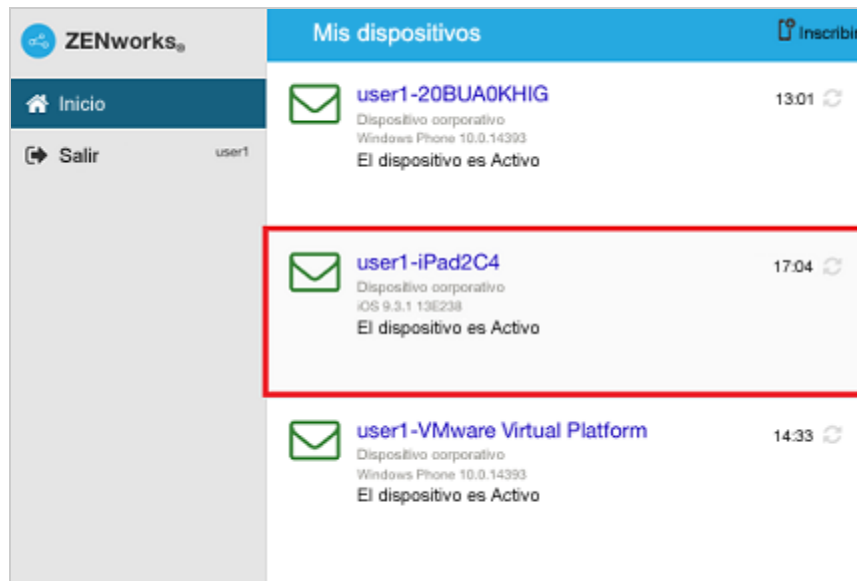 ZENworks®
Inicio
Salir user1
Mis dispositivos Inscribir
user1-20BUA0KHIG 13:01
Dispositivo corporativo
Windows Phone 10.0.14393
El dispositivo es Activo
user1-iPad2C4 17:04
Dispositivo corporativo
iOS 9.3.1 13E238
El dispositivo es Activo
user1-VMware Virtual Platform 14:33
Dispositivo corporativo
Windows Phone 10.0.14393
El dispositivo es Activo